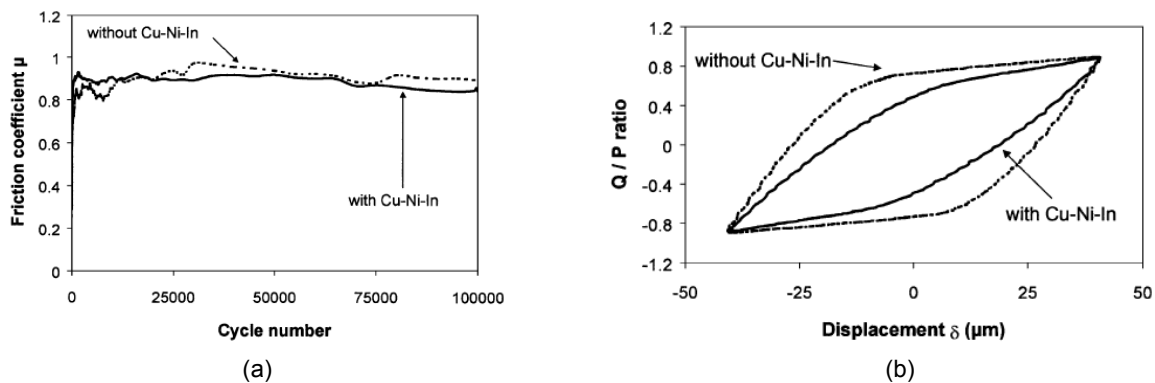 1.2
1
0.8
0.6
0.4
0.2
0
Friction coefficient μ
without Cu-Ni-In
with Cu-Ni-In
0 25000 50000 75000 100000
Cycle number
(a)
1.2
0.8
0.4
0
-0.4
-0.8
-1.2
Q / P ratio
without Cu-Ni-In
with Cu-Ni-In
-50 -25 0 25 50
Displacement δ (μm)
(b)